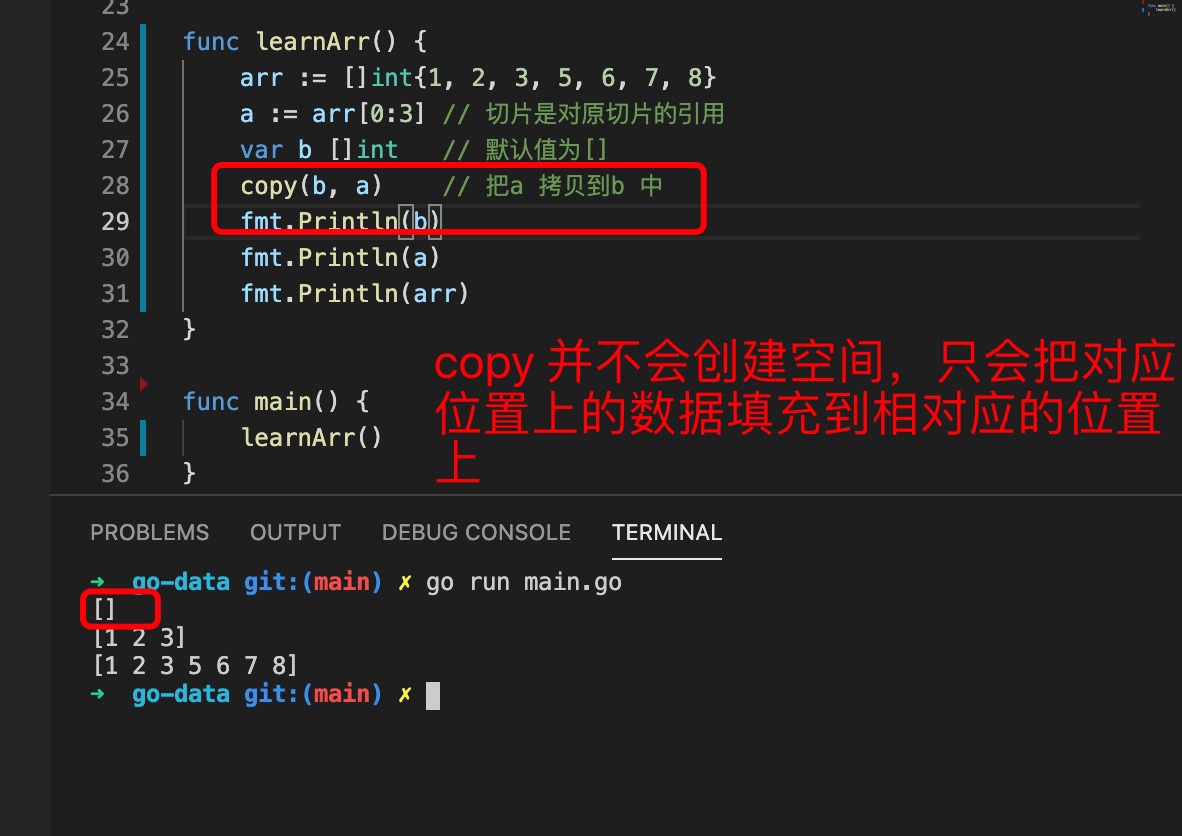 23
24 func learnArr() {
25 arr := []int{1, 2, 3, 5, 6, 7, 8}
26 a := arr[0:3] // 切片是对原切片的引用
27 var b []int // 默认值为[]
28 copy(b, a) // 把a 拷贝到b 中
29 fmt.Println(b)
30 fmt.Println(a)
31 fmt.Println(arr)
32 }
33
34 func main() {
35 learnArr()
36 }
copy 并不会创建空间，只会把对应
位置上的数据填充到相对应的位置
上
PROBLEMS OUTPUT DEBUG CONSOLE TERMINAL
➜ go-data git:(main) ✗ go run main.go
[]
[1 2 3]
[1 2 3 5 6 7 8]
➜ go-data git:(main) ✗